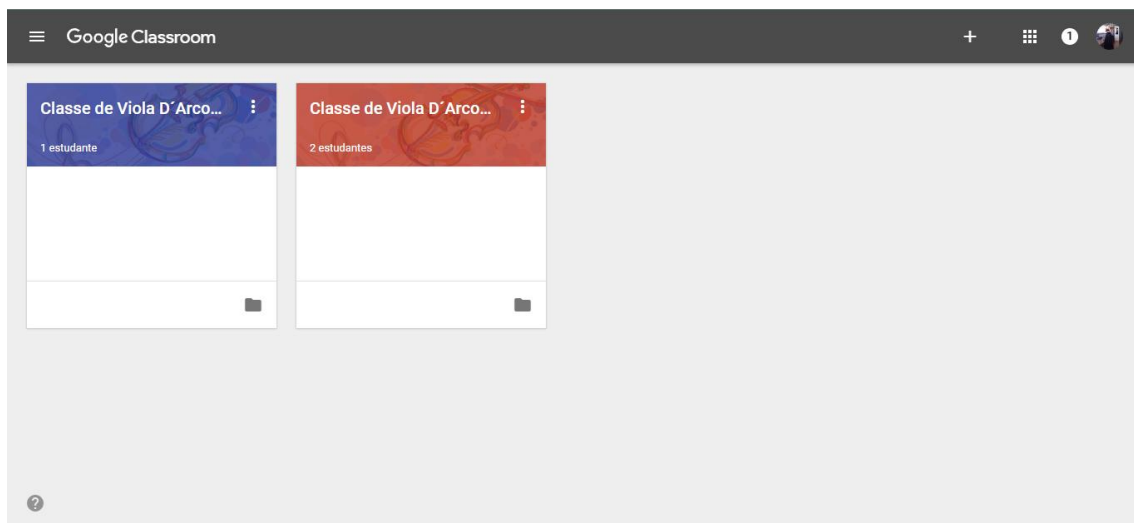 Google Classroom
1
Classe de Viola D´Arco...
1 estudante
Classe de Viola D´Arco...
2 estudantes
?